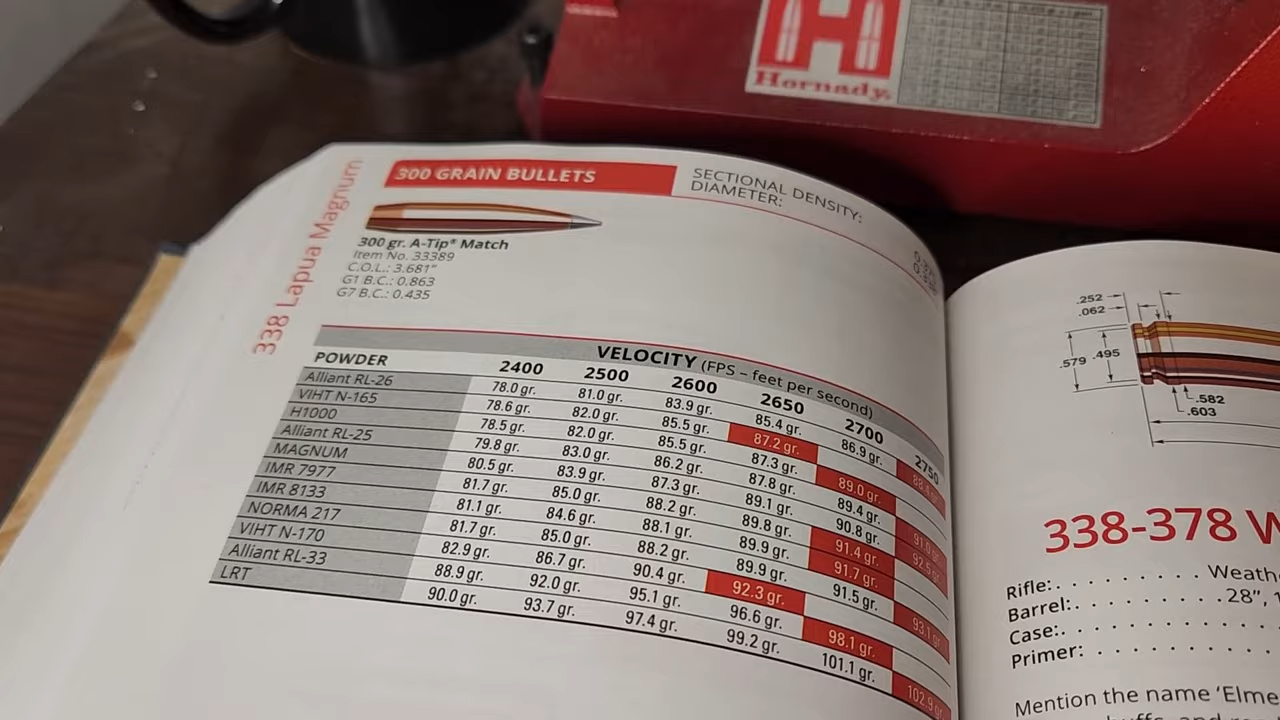 Hornady.
338 Lapua Magnum
300 GRAIN BULLETS
SECTIONAL DENSITY:
DIAMETER:
300 gr. A-Tip® Match
Item No. 33389
C.O.L.: 3.681"
G1 B.C.: 0.863
G7 B.C.: 0.435
VELOCITY (FPS – feet per second)
POWDER 2400 2500 2600 2650 2700 2750
Alliant RL-26 78.0 gr. 81.0 gr. 83.9 gr. 85.4 gr. 86.9 gr.
VIHT N-165 78.6 gr. 82.0 gr. 85.5 gr. 87.2 gr.
H1000 78.5 gr. 82.0 gr. 85.5 gr. 87.3 gr. 89.0 gr.
Alliant RL-25 79.8 gr. 83.0 gr. 86.2 gr. 87.8 gr. 89.4 gr.
MAGNUM 80.5 gr. 83.9 gr. 87.3 gr. 89.1 gr. 90.8 gr.
IMR 7977 81.7 gr. 85.0 gr. 88.2 gr. 89.8 gr. 91.4 gr.
IMR 8133 81.1 gr. 84.6 gr. 88.1 gr. 89.9 gr. 91.7 gr.
NORMA 217 81.7 gr. 85.0 gr. 88.2 gr. 89.9 gr. 91.5 gr. 93.1 gr.
VIHT N-170 82.9 gr. 86.7 gr. 90.4 gr. 92.3 gr.
Alliant RL-33 88.9 gr. 92.0 gr. 95.1 gr. 96.6 gr. 98.1 gr.
LRT 90.0 gr. 93.7 gr. 97.4 gr. 99.2 gr. 101.1 gr. 102.9 gr.
.252
.062
.579 .495
.582
.603
338-378 W
Rifle: . . . . . . . . . Weath
Barrel: . . . . . . . . . 28",
Case: . . . . . . . . . .
Primer: . . . . . . . . . .
Mention the name ‘Elme